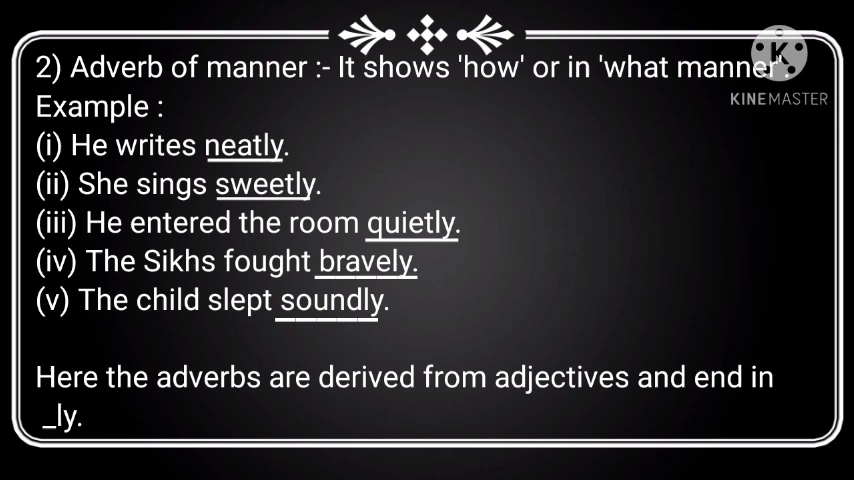 2) Adverb of manner :- It shows 'how' or in 'what manner'.
K
KINEMASTER
Example :
(i) He writes neatly.
(ii) She sings sweetly.
(iii) He entered the room quietly.
(iv) The Sikhs fought bravely.
(v) The child slept soundly.
Here the adverbs are derived from adjectives and end in
_ly.